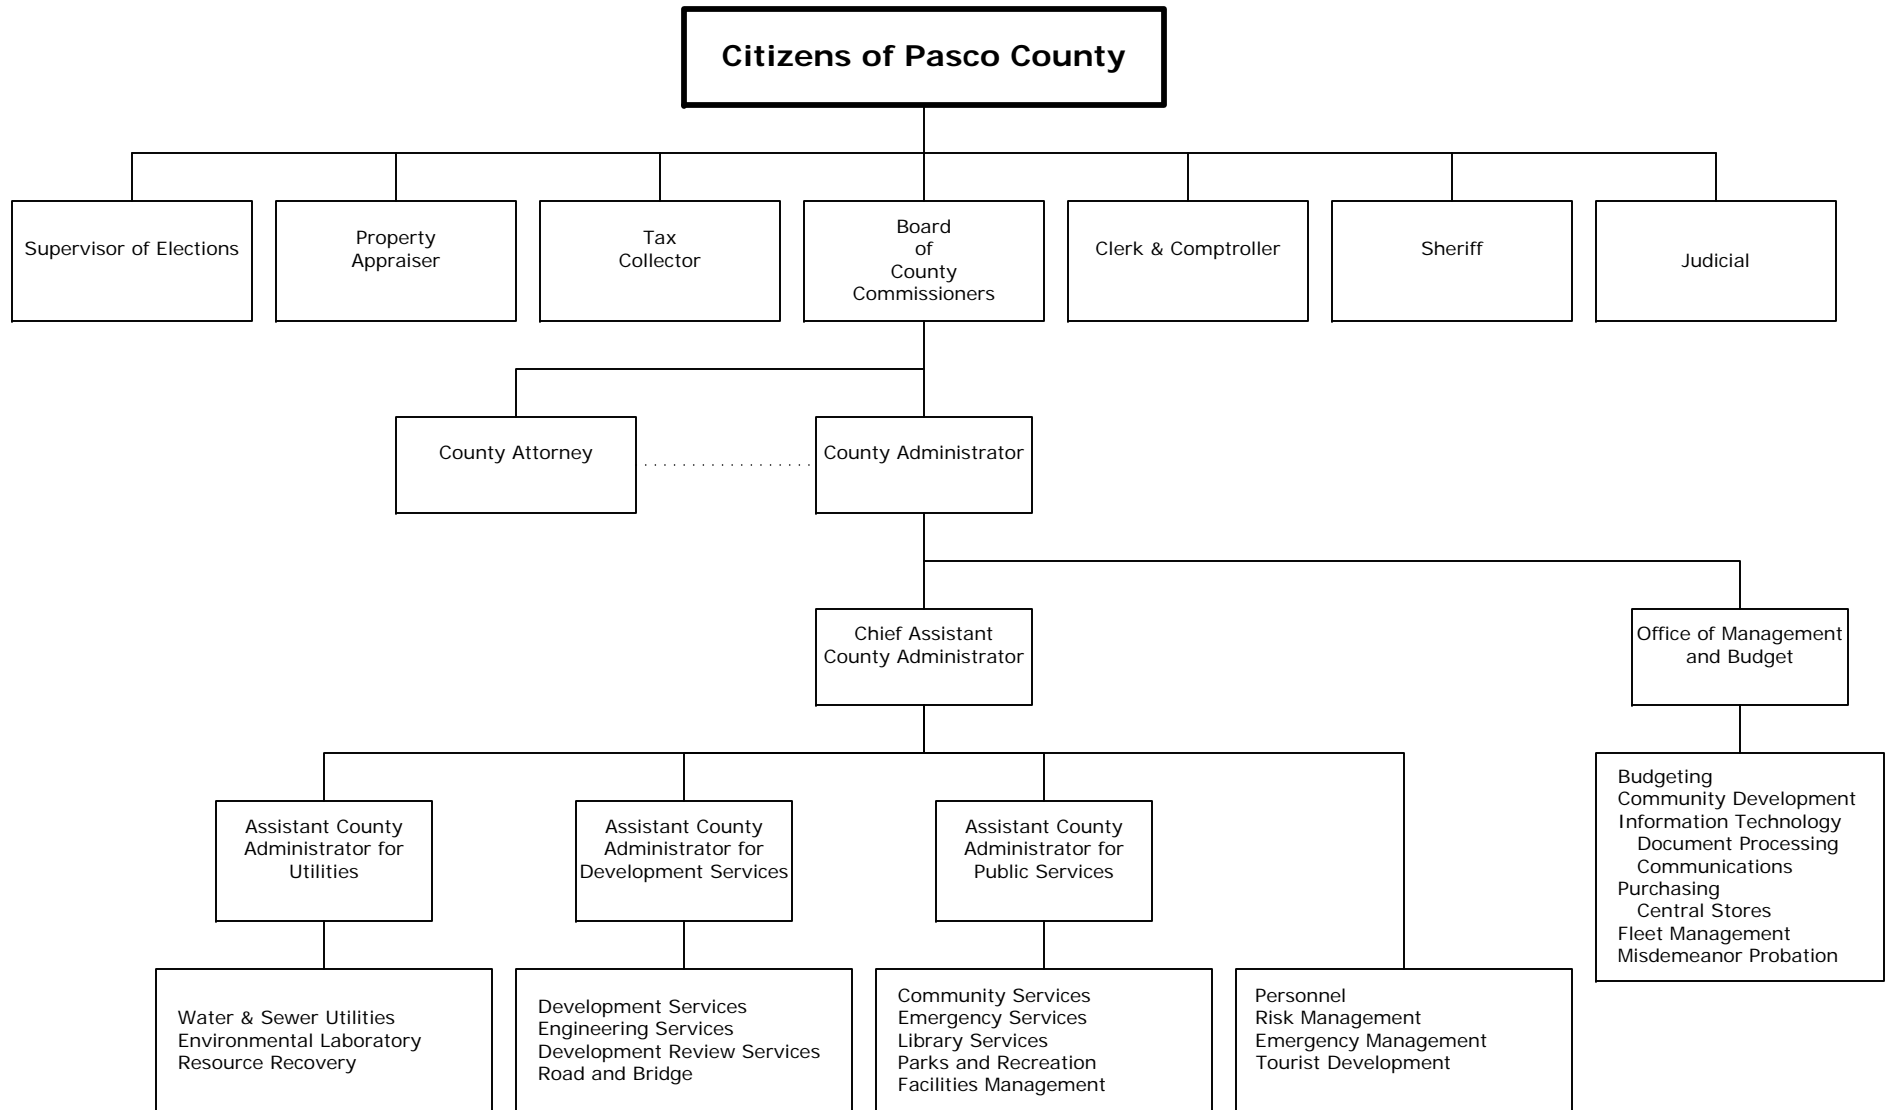 Citizens of Pasco County
Supervisor of Elections
Property
Appraiser
Tax
Collector
Board
of
County
Commissioners
Clerk & Comptroller
Sheriff
Judicial
County Attorney
County Administrator
Chief Assistant
County Administrator
Office of Management
and Budget
Assistant County
Administrator for
Utilities
Assistant County
Administrator for
Development Services
Assistant County
Administrator for
Public Services
Budgeting
Community Development
Information Technology
Document Processing
Communications
Purchasing
Central Stores
Fleet Management
Misdemeanor Probation
Water & Sewer Utilities
Environmental Laboratory
Resource Recovery
Development Services
Engineering Services
Development Review Services
Road and Bridge
Community Services
Emergency Services
Library Services
Parks and Recreation
Facilities Management
Personnel
Risk Management
Emergency Management
Tourist Development